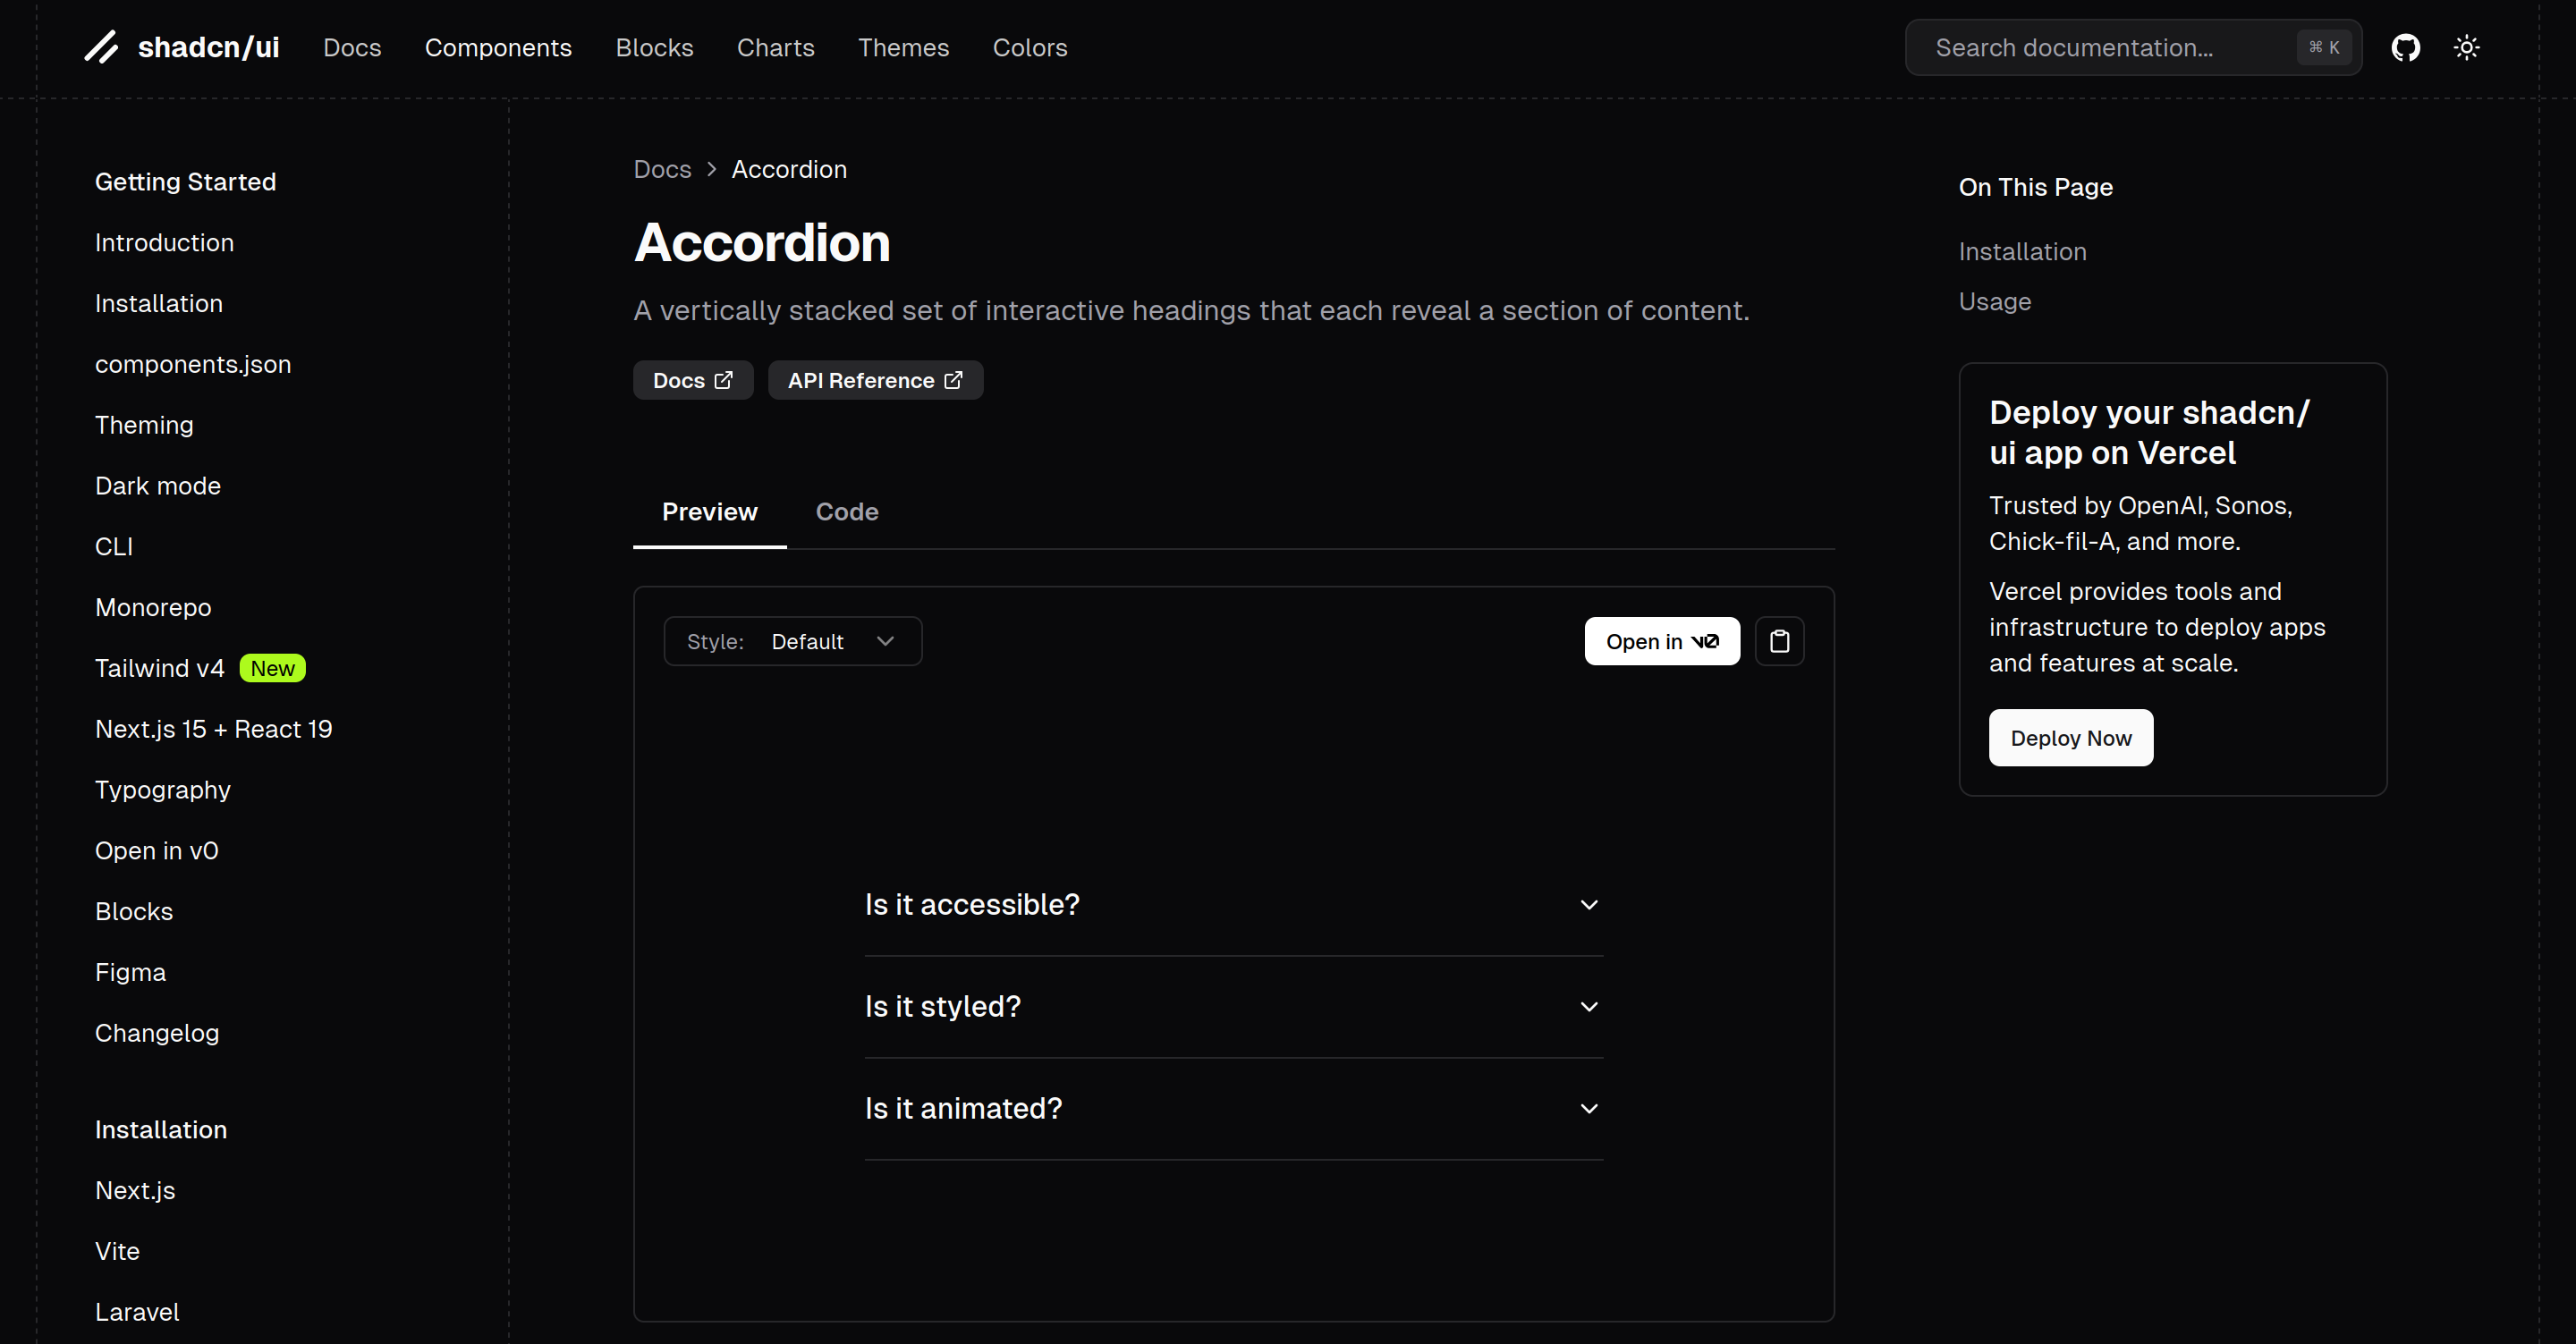 shadcn/ui
Docs
Components
Blocks
Charts
Themes
Colors
Search documentation...
⌘ K
Getting Started
Introduction
Installation
components.json
Theming
Dark mode
CLI
Monorepo
Tailwind v4 New
Next.js 15 + React 19
Typography
Open in v0
Blocks
Figma
Changelog
Installation
Next.js
Vite
Laravel
Docs > Accordion
Accordion
A vertically stacked set of interactive headings that each reveal a section of content.
Docs
API Reference
Preview
Code
Style: Default
Open in v0
Is it accessible?
Is it styled?
Is it animated?
On This Page
Installation
Usage
Deploy your shadcn/
ui app on Vercel
Trusted by OpenAI, Sonos,
Chick-fil-A, and more.
Vercel provides tools and
infrastructure to deploy apps
and features at scale.
Deploy Now